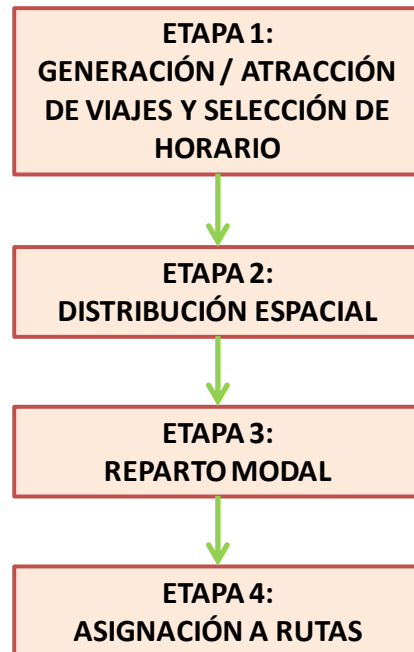 ETAPA 1:
GENERACIÓN / ATRACCIÓN
DE VIAJES Y SELECCIÓN DE
HORARIO
ETAPA 2:
DISTRIBUCIÓN ESPACIAL
ETAPA 3:
REPARTO MODAL
ETAPA 4:
ASIGNACIÓN A RUTAS